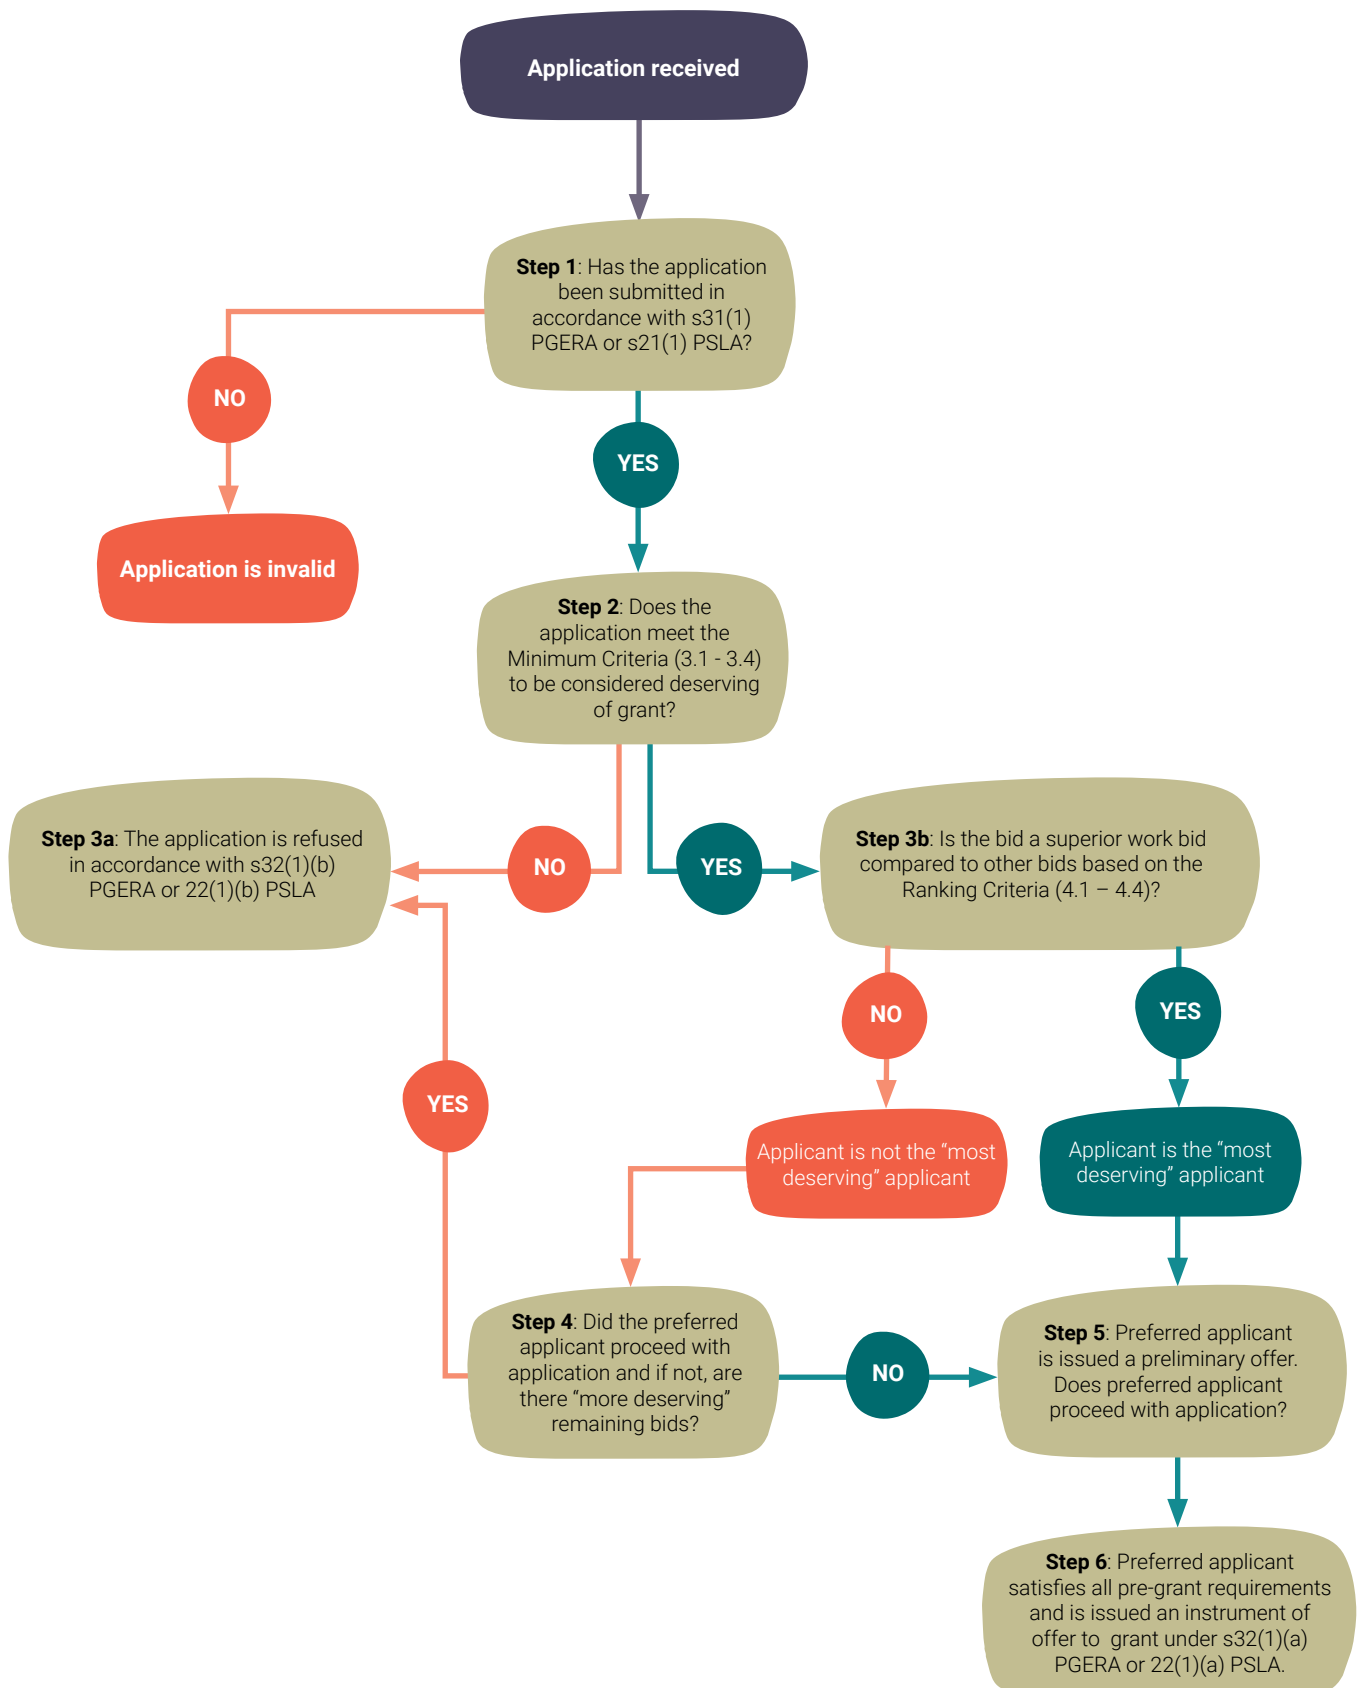 Application received
Step 1: Has the application
been submitted in
accordance with s31(1)
PGERA or s21(1) PSLA?
NO
YES
Application is invalid
Step 2: Does the
application meet the
Minimum Criteria (3.1 - 3.4)
to be considered deserving
of grant?
Step 3a: The application is refused
in accordance with s32(1)(b)
PGERA or 22(1)(b) PSLA
NO
YES
Step 3b: Is the bid a superior work bid
compared to other bids based on the
Ranking Criteria (4.1 – 4.4)?
NO
YES
YES
Applicant is not the “most
deserving” applicant
Applicant is the “most
deserving” applicant
Step 4: Did the preferred
applicant proceed with
application and if not, are
there “more deserving”
remaining bids?
NO
Step 5: Preferred applicant
is issued a preliminary offer.
Does preferred applicant
proceed with application?
Step 6: Preferred applicant
satisfies all pre-grant requirements
and is issued an instrument of
offer to grant under s32(1)(a)
PGERA or 22(1)(a) PSLA.